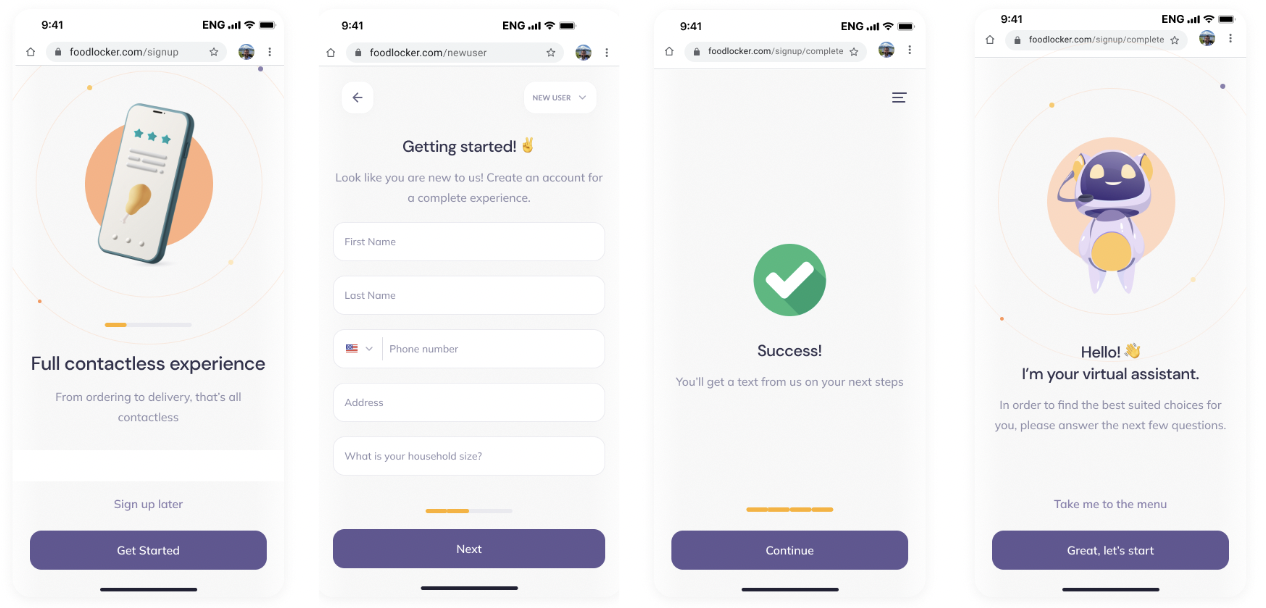 9:41
ENG
foodlocker.com/signup
Full contactless experience
From ordering to delivery, that's all
contactless
Sign up later
Get Started
9:41
ENG
foodlocker.com/newuser
NEW USER
Getting started! ✌️
Look like you are new to us! Create an account for
a complete experience.
First Name
Last Name
Phone number
Address
What is your household size?
Next
9:41
ENG
foodlocker.com/signup/complete
Success!
You'll get a text from us on your next steps
Continue
9:41
ENG
foodlocker.com/signup/complete
Hello! 👋
I'm your virtual assistant.
In order to find the best suited choices for
you, please answer the next few questions.
Take me to the menu
Great, let's start